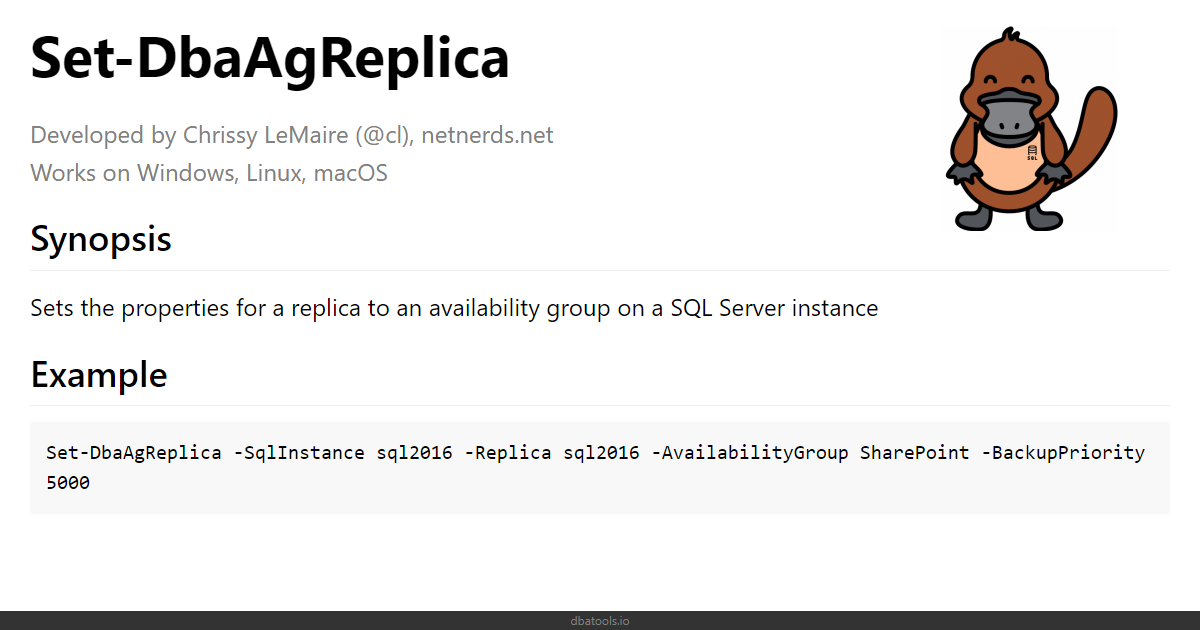 Set-DbaAgReplica
Developed by Chrissy LeMaire (@cl), netnerds.net
Works on Windows, Linux, macOS
SQL
Synopsis
Sets the properties for a replica to an availability group on a SQL Server instance
Example
Set-DbaAgReplica -SqlInstance sql2016 -Replica sql2016 -AvailabilityGroup SharePoint -BackupPriority
5000
dbatools.io